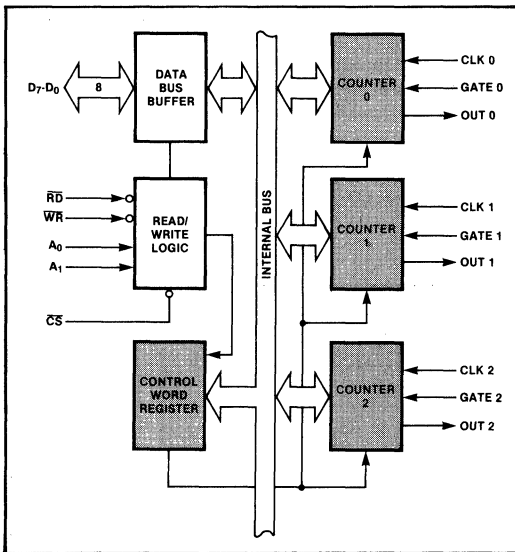 D7-D0
8
DATA
BUS
BUFFER
RD
WR
A0
A1
CS
READ/
WRITE
LOGIC
CONTROL
WORD
REGISTER
INTERNAL BUS
COUNTER
0
CLK 0
GATE 0
OUT 0
COUNTER
1
CLK 1
GATE 1
OUT 1
COUNTER
2
CLK 2
GATE 2
OUT 2